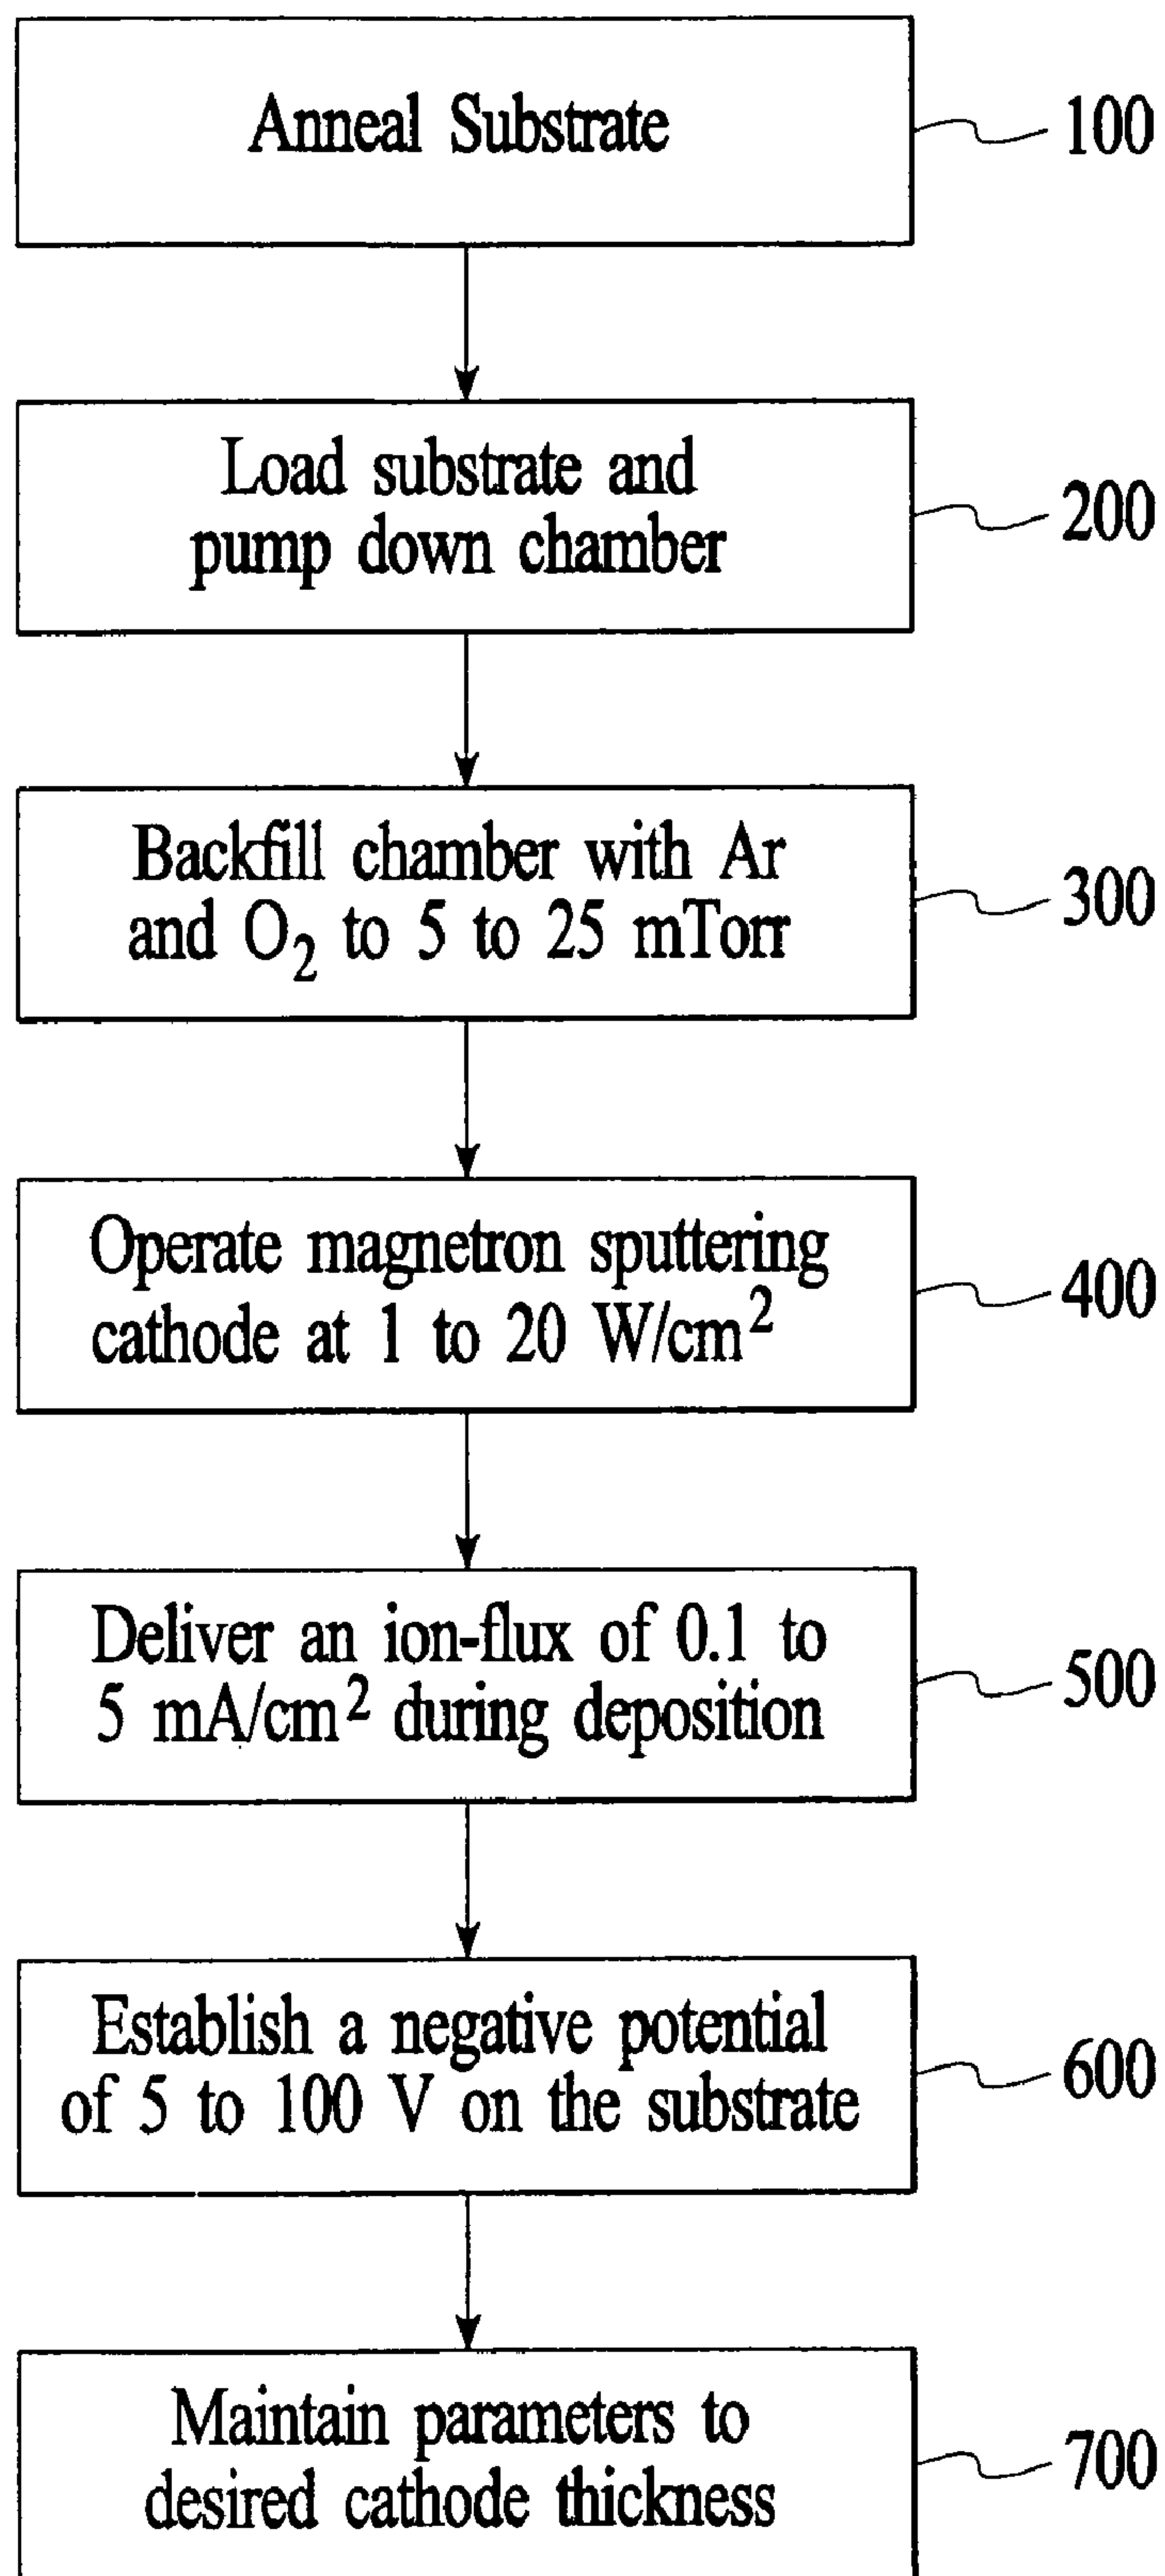 Anneal Substrate
100
Load substrate and
pump down chamber
200
Backfill chamber with Ar
and O₂ to 5 to 25 mTorr
300
Operate magnetron sputtering
cathode at 1 to 20 W/cm²
400
Deliver an ion-flux of 0.1 to
5 mA/cm² during deposition
500
Establish a negative potential
of 5 to 100 V on the substrate
600
Maintain parameters to
desired cathode thickness
700